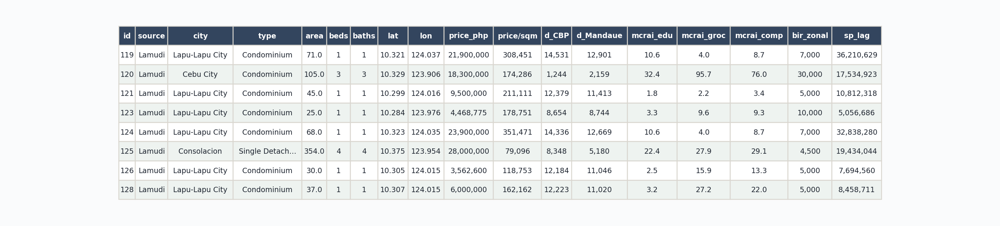 id source city type area beds baths lat lon price_php price/sqm d_CBP d_Mandaue mcrai_edu mcrai_groc mcrai_comp bir_zonal sp_lag
119 Lamudi Lapu-Lapu City Condominium 71.0 1 1 10.321 124.037 21,900,000 308,451 14,531 12,901 10.6 4.0 8.7 7,000 36,210,629
120 Lamudi Cebu City Condominium 105.0 3 3 10.329 123.906 18,300,000 174,286 1,244 2,159 32.4 95.7 76.0 30,000 17,534,923
121 Lamudi Lapu-Lapu City Condominium 45.0 1 1 10.299 124.016 9,500,000 211,111 12,379 11,413 1.8 2.2 3.4 5,000 10,812,318
123 Lamudi Lapu-Lapu City Condominium 25.0 1 1 10.284 123.976 4,468,775 178,751 8,654 8,744 3.3 9.6 9.3 10,000 5,056,686
124 Lamudi Lapu-Lapu City Condominium 68.0 1 1 10.323 124.035 23,900,000 351,471 14,336 12,669 10.6 4.0 8.7 7,000 32,838,280
125 Lamudi Consolacion Single Detach... 354.0 4 4 10.375 123.954 28,000,000 79,096 8,348 5,180 22.4 27.9 29.1 4,500 19,434,044
126 Lamudi Lapu-Lapu City Condominium 30.0 1 1 10.305 124.015 3,562,600 118,753 12,184 11,046 2.5 15.9 13.3 5,000 7,694,560
128 Lamudi Lapu-Lapu City Condominium 37.0 1 1 10.307 124.015 6,000,000 162,162 12,223 11,020 3.2 27.2 22.0 5,000 8,458,711